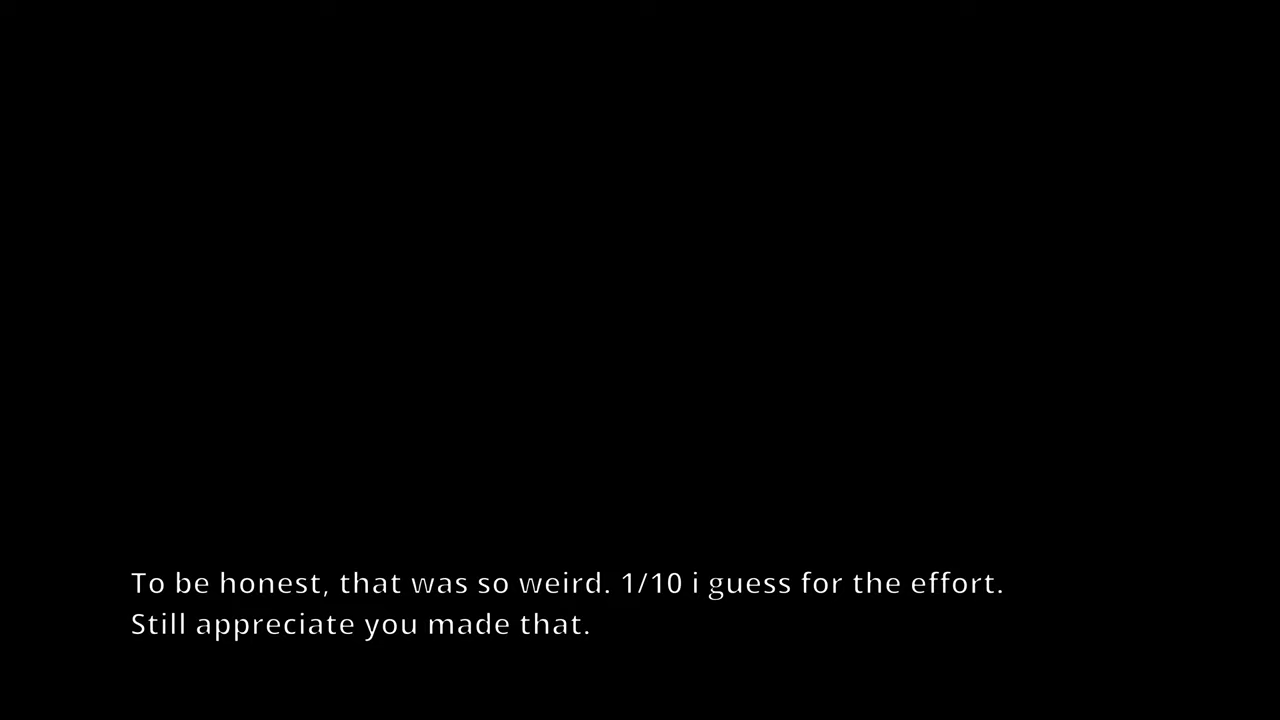 To be honest, that was so weird. 1/10 i guess for the effort.
Still appreciate you made that.